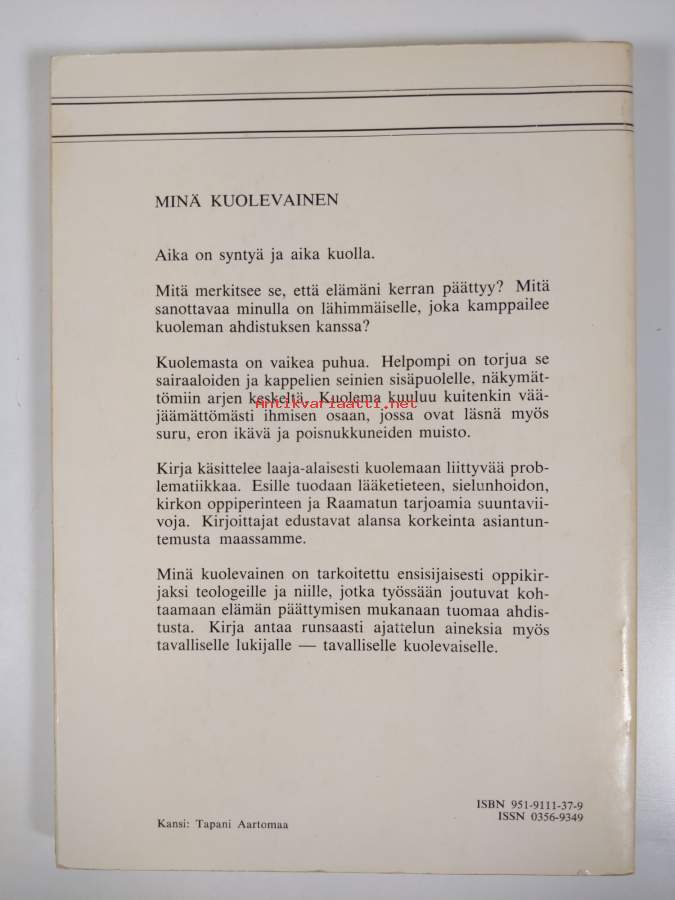 MINÄ KUOLEVAINEN
Aika on syntyä ja aika kuolla.
Mitä merkitsee se, että elämäni kerran päättyy? Mitä
sanottavaa minulla on lähimmäiselle, joka kamppailee
kuoleman ahdistuksen kanssa?
Kuolemasta on vaikea puhua. Helpompi on torjua se
sairaaloiden ja kappelien seinien sisäpuolelle, näkymät-
tömiin arjen keskeltä. Kuolema kuuluu kuitenkin vää-
Antikvariaatti.net
jäämättömästi ihmisen osaan, jossa ovat läsnä myös
suru, eron ikävä ja poisnukkuneiden muisto.
Kirja käsittelee laaja-alaisesti kuolemaan liittyvää prob-
lematiikkaa. Esille tuodaan lääketieteen, sielunhoidon,
kirkon oppiperinteen ja Raamatun tarjoamia suuntavii-
voja. Kirjoittajat edustavat alansa korkeinta asiantun-
temusta maassamme.
Minä kuolevainen on tarkoitettu ensisijaisesti oppikir-
jaksi teologeille ja niille, jotka työssään joutuvat koh-
taamaan elämän päättymisen mukanaan tuomaa ahdis-
tusta. Kirja antaa runsaasti ajattelun aineksia myös
tavalliselle lukijalle — tavalliselle kuolevaiselle.
ISBN 951-9111-37-9
ISSN 0356-9349
Kansi: Tapani Aartomaa